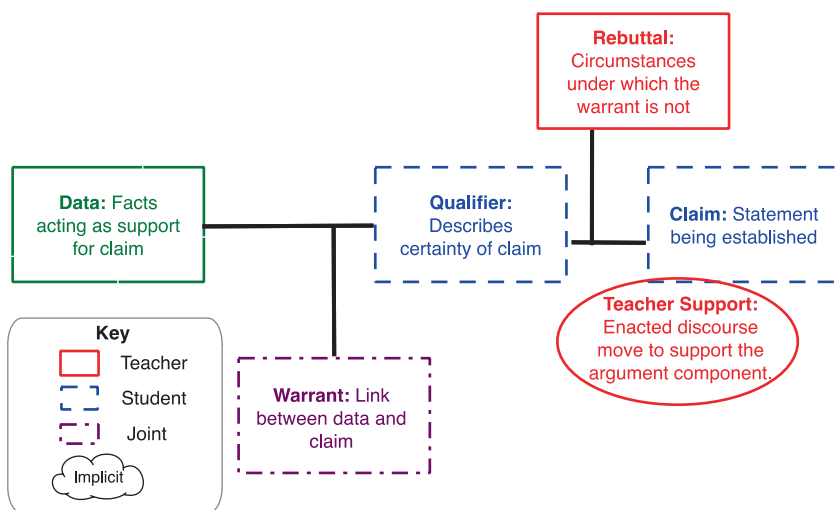 Rebuttal:
Circumstances
under which the
warrant is not
Data: Facts
acting as support
for claim
Qualifier:
Describes
certainty of claim
Claim: Statement
being established
Teacher Support:
Enacted discourse
move to support the
argument component.
Warrant: Link
between data and
claim
Key
Teacher
Student
Joint
Implicit